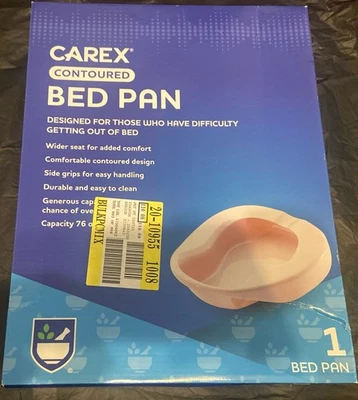 CAREX®
CONTOURED
BED PAN
DESIGNED FOR THOSE WHO HAVE DIFFICULTY
GETTING OUT OF BED
Wider seat for added comfort
Comfortable contoured design
Side grips for easy handling
Durable and easy to clean
Generous
chance of
Capacity 76
20-10955 1008
1
BED PAN